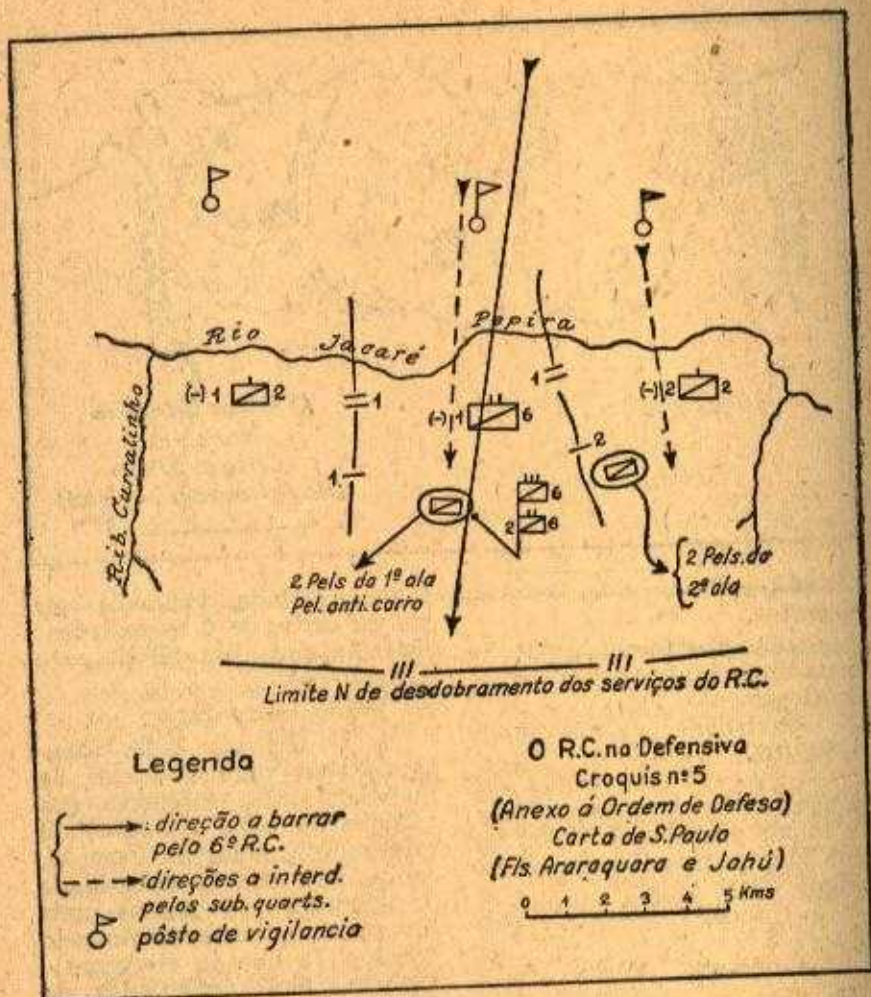 Rio Jacaré Pepira
Rib. Curralinho
(-) 1 2
1
1
(-) 1 6
1
2
(-) 2 2
6
2 6
2 Pels do 1º ala
Pel. anti. carro
2 Pels. da
2ª ala
III III
Limite N de desdobramento dos serviços do R.C.
Legenda
: direção a barrar
pelo 6º R.C.
direções a interd.
pelos sub. quarts.
pôsto de vigilancia
O R.C. na Defensiva
Croquis nº 5
(Anexo á Ordem de Defesa)
Carta de S. Paulo
(Fls. Araraquara e Jahú)
0 1 2 3 4 5 Kms